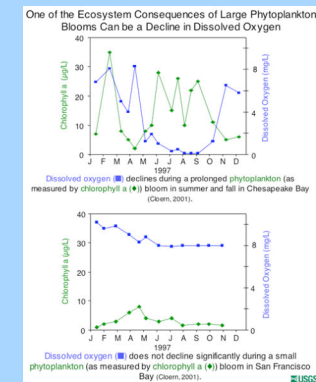 One of the Ecosystem Consequences of Large Phytoplankton
Blooms Can be a Decline in Dissolved Oxygen
40
30
20
10
0
8
4
0
Chlorophyll a (µg/L)
Dissolved Oxygen (mg/L)
J F M A M J J A S O N D
1997
Dissolved oxygen (■) declines during a prolonged phytoplankton (as
measured by chlorophyll a (♦)) bloom in summer and fall in Chesapeake Bay
(Cloern, 2001).
40
30
20
10
0
8
4
0
Chlorophyll a (µg/L)
Dissolved Oxygen (mg/L)
J F M A M J J A S O N D
1997
Dissolved oxygen (■) does not decline significantly during a small
phytoplankton (as measured by chlorophyll a (♦)) bloom in San Francisco
Bay (Cloern, 2001).
USGS